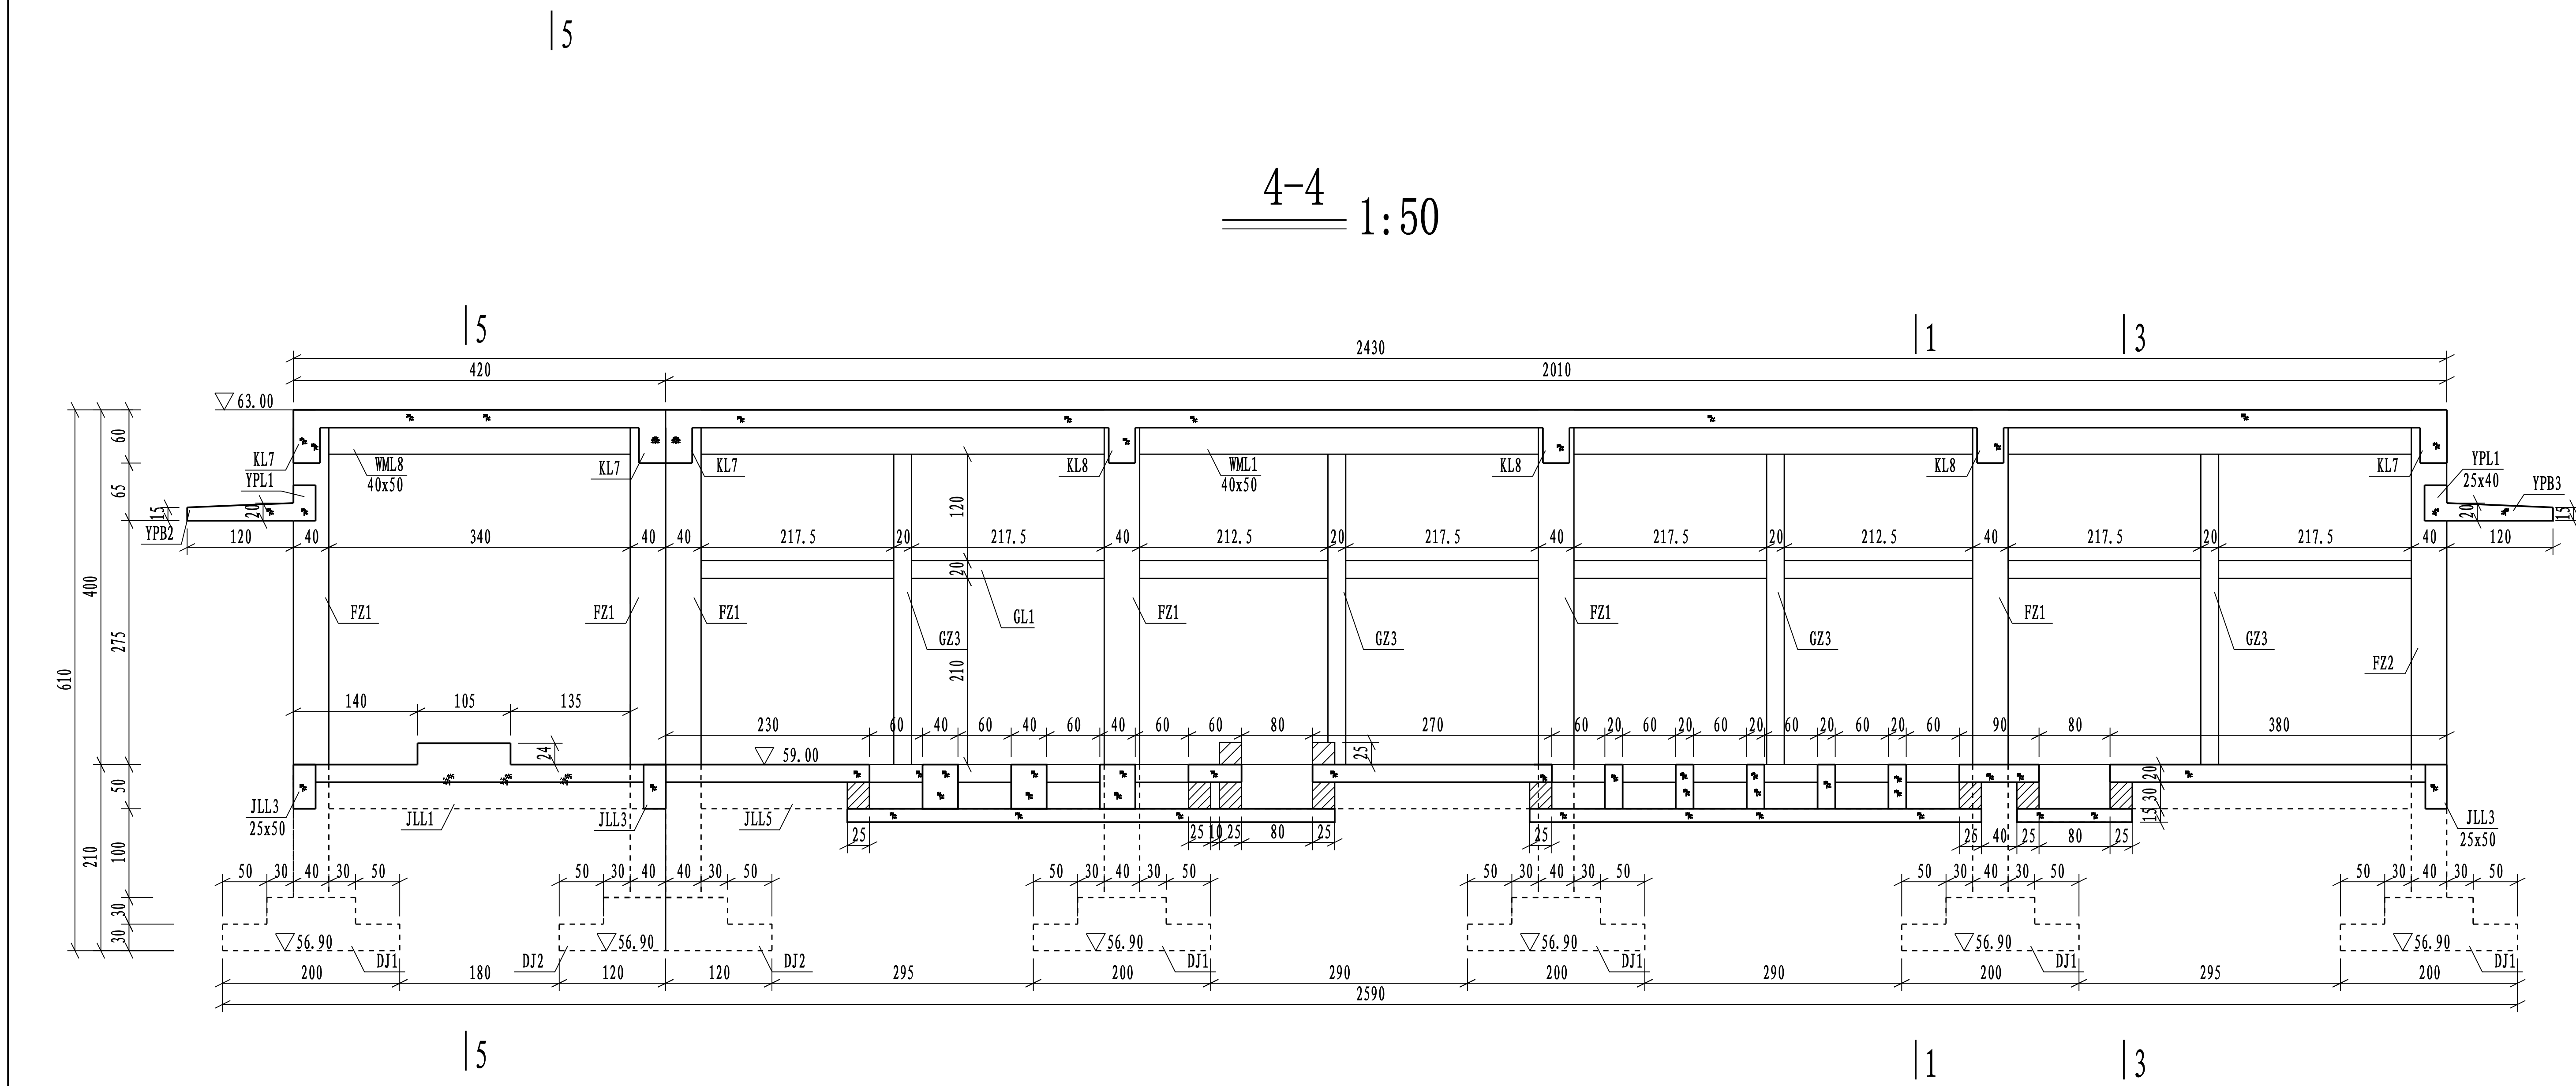 5
4-4 1:50
5 1 3
2430
420 2010
63.00
60 KL7 WML8 40x50 KL7 KL7 KL8 WML1 40x50 KL8 KL8 KL7 YPL1 25x40 YPB3
YPL1
65 15 20 YPB2 120 20 15
120 40 340 40 40 217.5 20 217.5 40 212.5 20 217.5 40 217.5 20 212.5 40 217.5 20 217.5 40 120
400 20
275 FZ1 FZ1 FZ1 GL1 FZ1 FZ1 FZ1
GZ3 GZ3 GZ3 GZ3
610 210 FZ2
140 105 135
230 60 40 60 40 60 40 60 60 80 270 60 20 60 20 60 20 60 20 60 20 60 90 80 380
24 59.00 25
50 20
30
JLL3 25x50 JLL1 JLL3 JLL5 15 JLL3 25x50
25 25 10 25 80 25 25 25 40 25 80 25
210 100
50 30 40 30 50 50 30 40 40 30 50 50 30 40 30 50 50 30 40 30 50 50 30 40 30 50 50 30 40 30 50
30
30 56.90 56.90 56.90 56.90 56.90 56.90
DJ1 DJ2 DJ2 DJ1 DJ1 DJ1 DJ1
200 180 120 120 295 200 290 200 290 200 295 200
2590
5 1 3